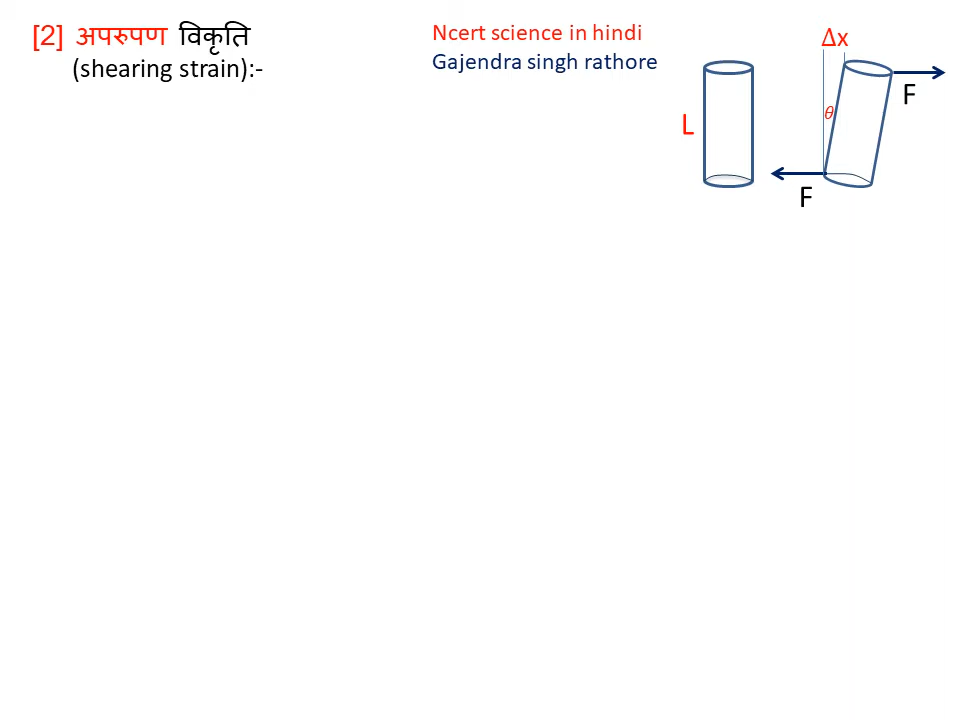 [2] अपरुपण विकृति
(shearing strain):-
Ncert science in hindi
Gajendra singh rathore
Δx
L
θ
F
F